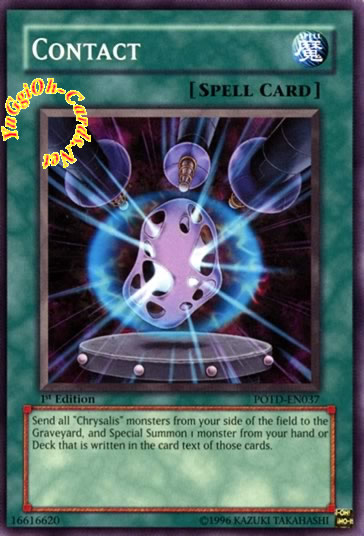 CONTACT
魔
YuGgiOh-Cards.Net
[SPELL CARD]
1st Edition
POTD-EN037
Send all "Chrysalis" monsters from your side of the field to
the Graveyard, and Special Summon 1 monster from your hand or
Deck that is written in the card text of those cards.
16616620
©1996 KAZUKI TAKAHASHI